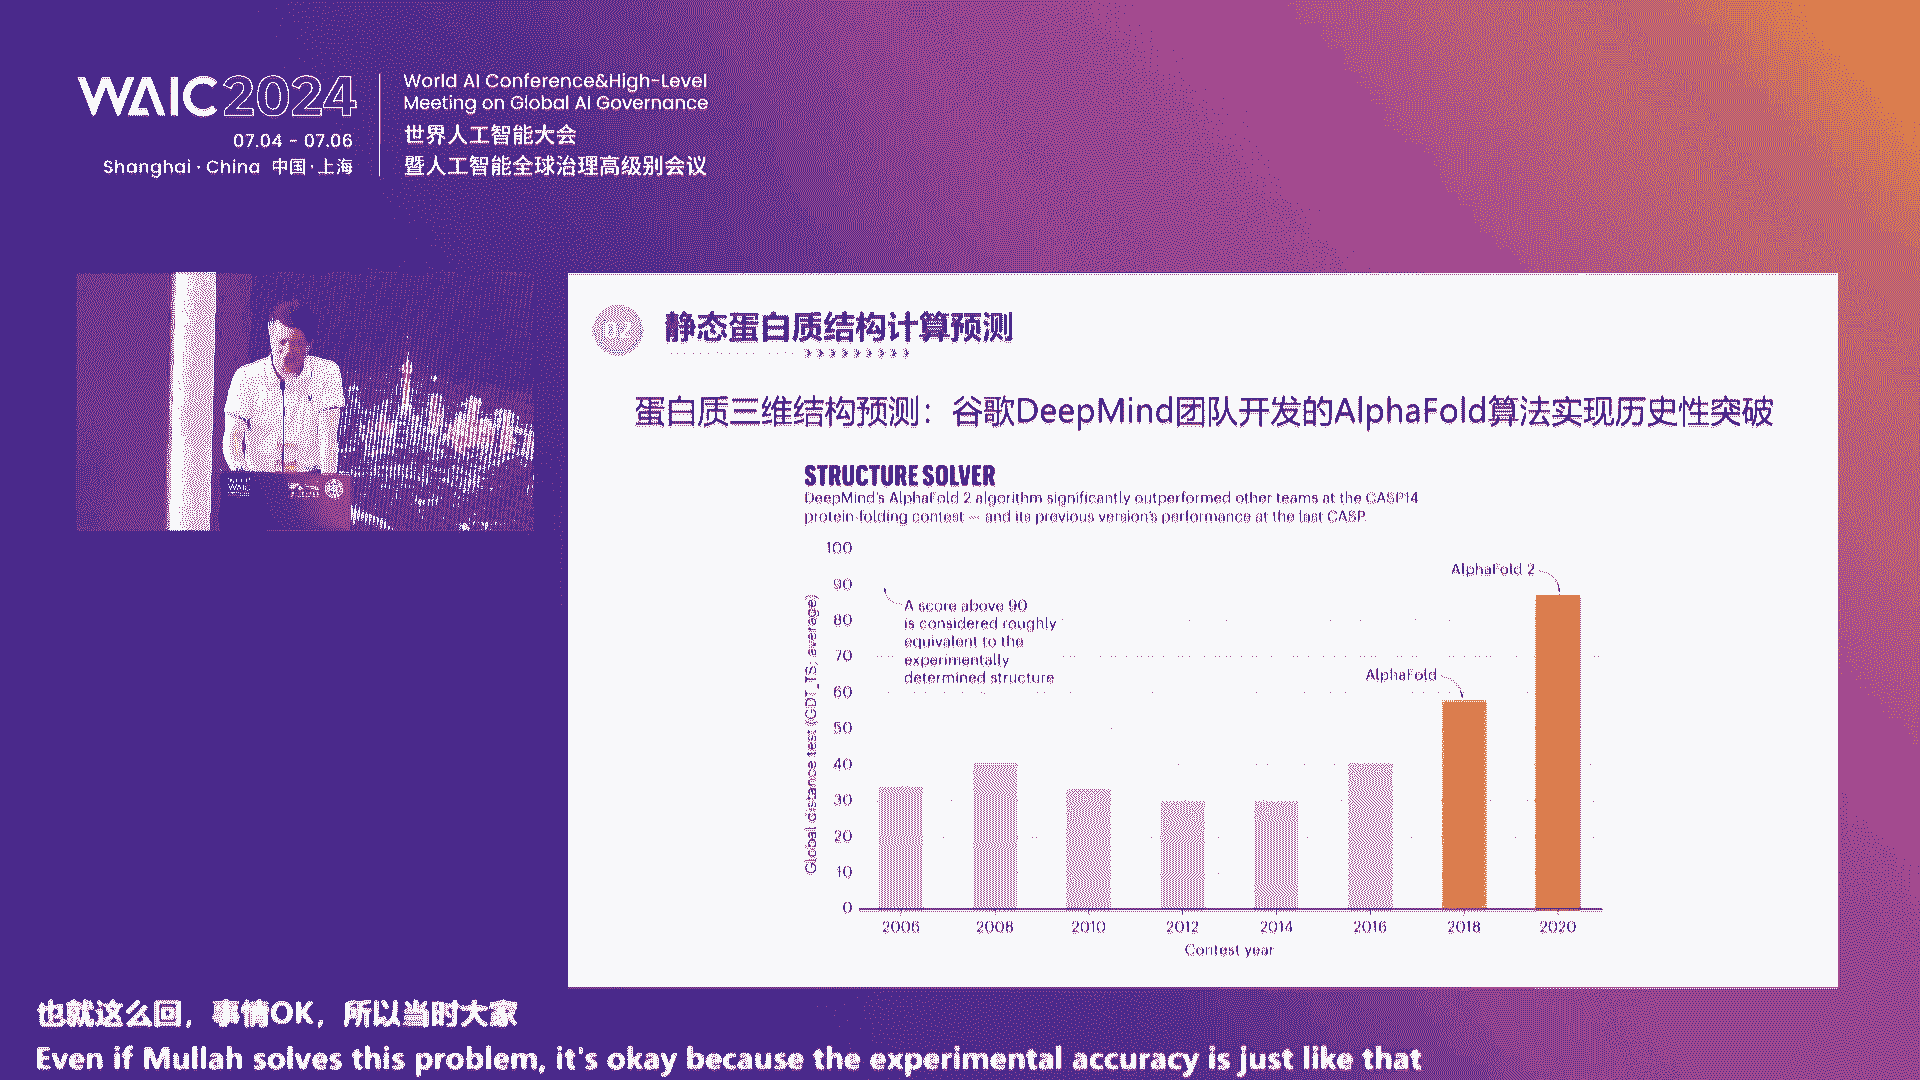 WAIC 2024
07.04 - 07.06
Shanghai · China 中国·上海
World AI Conference&High-Level
Meeting on Global AI Governance
世界人工智能大会
暨人工智能全球治理高级别会议
02 静态蛋白质结构计算预测
蛋白质三维结构预测：谷歌DeepMind团队开发的AlphaFold算法实现历史性突破
STRUCTURE SOLVER
DeepMind's AlphaFold 2 algorithm significantly outperformed other teams at the CASP14
protein-folding contest — and its previous version's performance at the last CASP.
Global distance test (GDT_TS; average)
100
90
80
70
60
50
40
30
20
10
0
A score above 90
is considered roughly
equivalent to the
experimentally
determined structure
AlphaFold
AlphaFold 2
2006 2008 2010 2012 2014 2016 2018 2020
Contest year
WAIC
也就这么回，事情OK，所以当时大家
Even if Mullah solves this problem, it's okay because the experimental accuracy is just like that